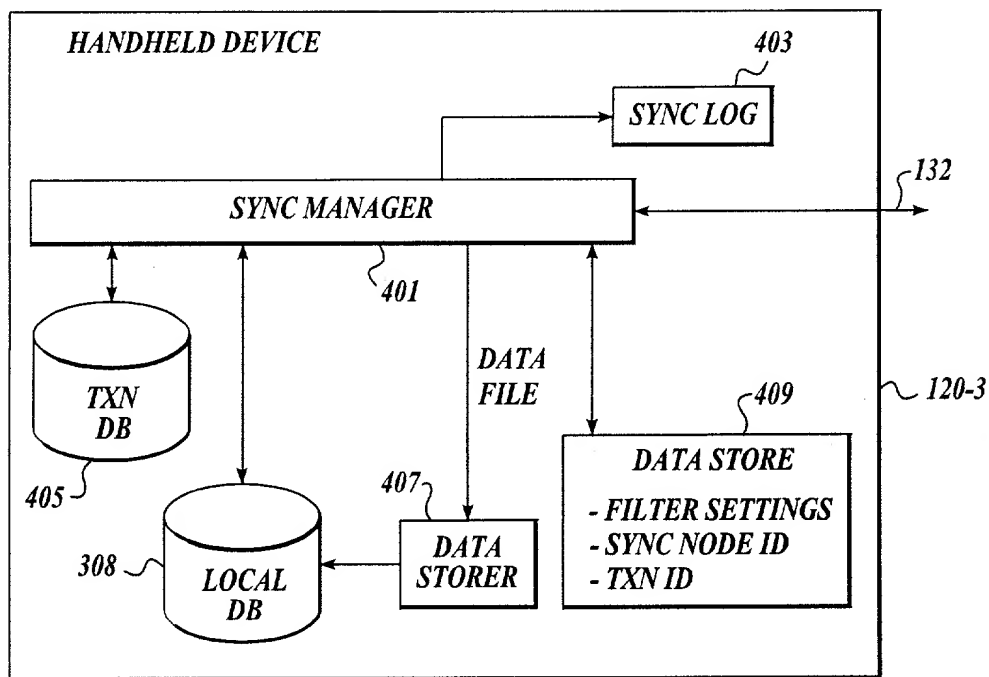 HANDHELD DEVICE
403
SYNC LOG
132
SYNC MANAGER
401
DATA
FILE
TXN
DB
405
120-3
409
DATA STORE
- FILTER SETTINGS
- SYNC NODE ID
- TXN ID
407
DATA
STORER
308
LOCAL
DB